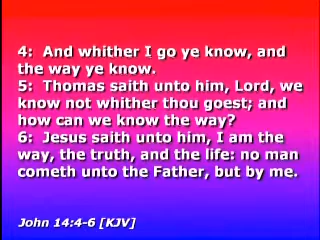 4:  And whither I go ye know, and
the way ye know.
5:  Thomas saith unto him, Lord, we
know not whither thou goest; and
how can we know the way?
6:  Jesus saith unto him, I am the
way, the truth, and the life: no man
cometh unto the Father, but by me.
John 14:4-6 [KJV]